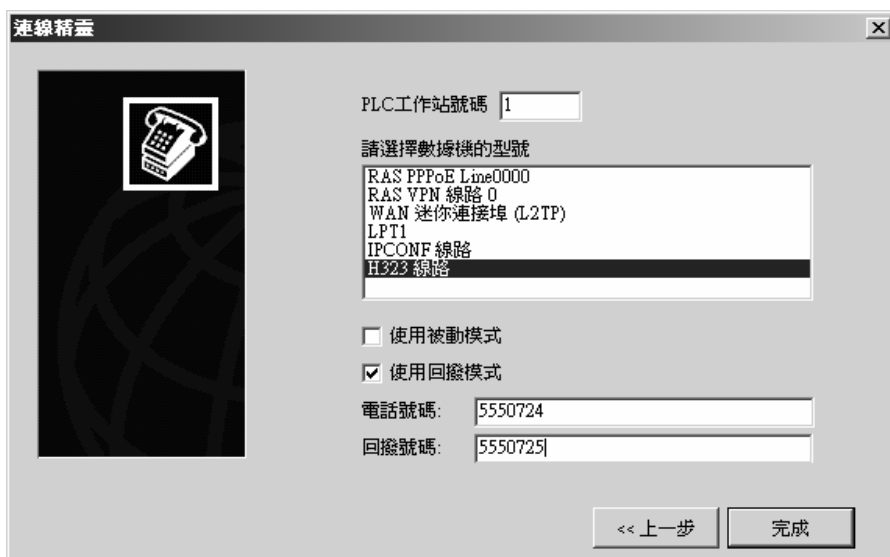 連線精靈
PLC工作站號碼 1
請選擇數據機的型號
RAS PPPoE Line0000
RAS VPN 線路 0
WAN 迷你連接埠 (L2TP)
LPT1
IPCONF 線路
H323 線路
使用被動模式
使用回撥模式
電話號碼: 5550724
回撥號碼: 5550725
<< 上一步 完成